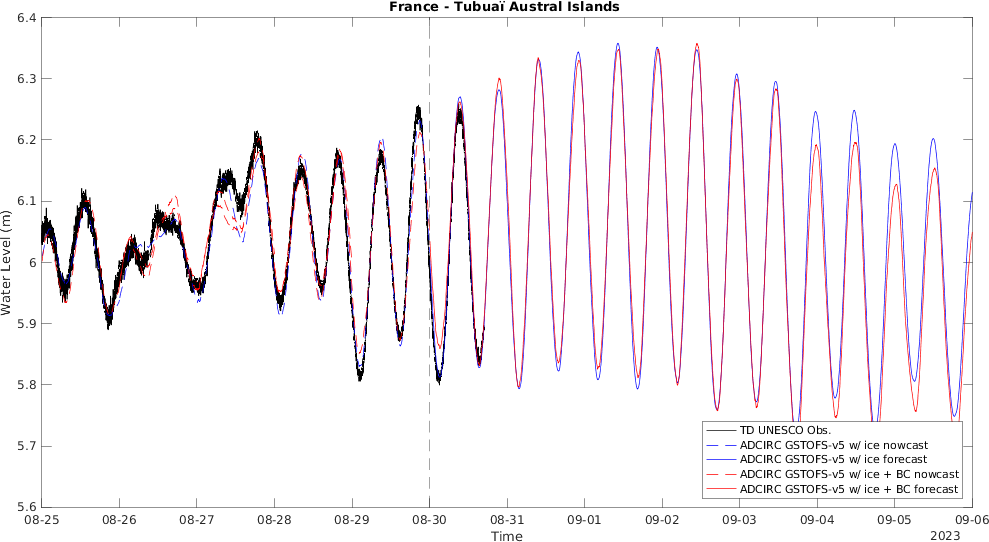 France - Tubuaï Austral Islands
6.4
6.3
6.2
6.1
6
5.9
5.8
5.7
5.6
Water Level (m)
TD UNESCO Obs.
ADCIRC GSTOFS-v5 w/ ice nowcast
ADCIRC GSTOFS-v5 w/ ice forecast
ADCIRC GSTOFS-v5 w/ ice + BC nowcast
ADCIRC GSTOFS-v5 w/ ice + BC forecast
08-25 08-26 08-27 08-28 08-29 08-30 08-31 09-01 09-02 09-03 09-04 09-05 09-06
Time
2023